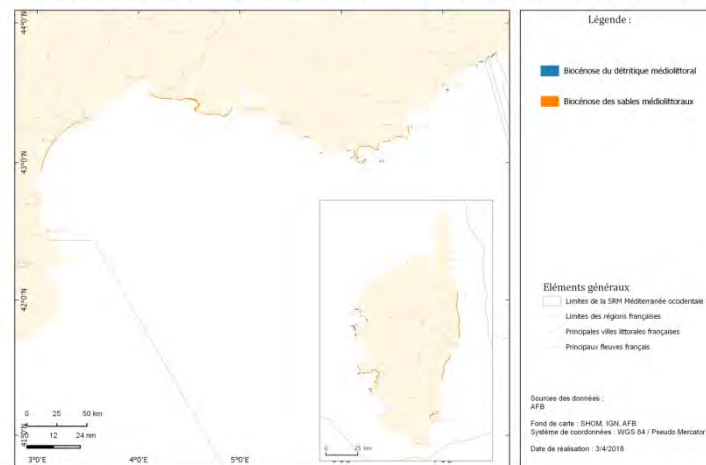 44°0'N
43°0'N
42°0'N
41°0'N
3°0'E
4°0'E
5°0'E
0 25 50 km
0 12 24 nm
0 25 km
Légende :
Biocénose du détritique médiolittoral
Biocénose des sables médiolittoraux
Eléments généraux
Limites de la SRM Méditerranée occidentale
Limites des régions françaises
Principales villes littorales françaises
Principaux fleuves français
Sources des données :
AFB
Fond de carte : SHOM, IGN, AFB
Système de coordonnées : WGS 84 / Pseudo Mercator
Date de réalisation : 3/4/2018